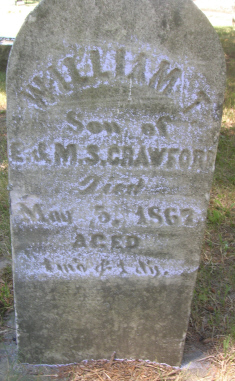 WILLIAM T
Son of
E. & M. S. CRAWFORD
Died
May 5, 1867
AGED